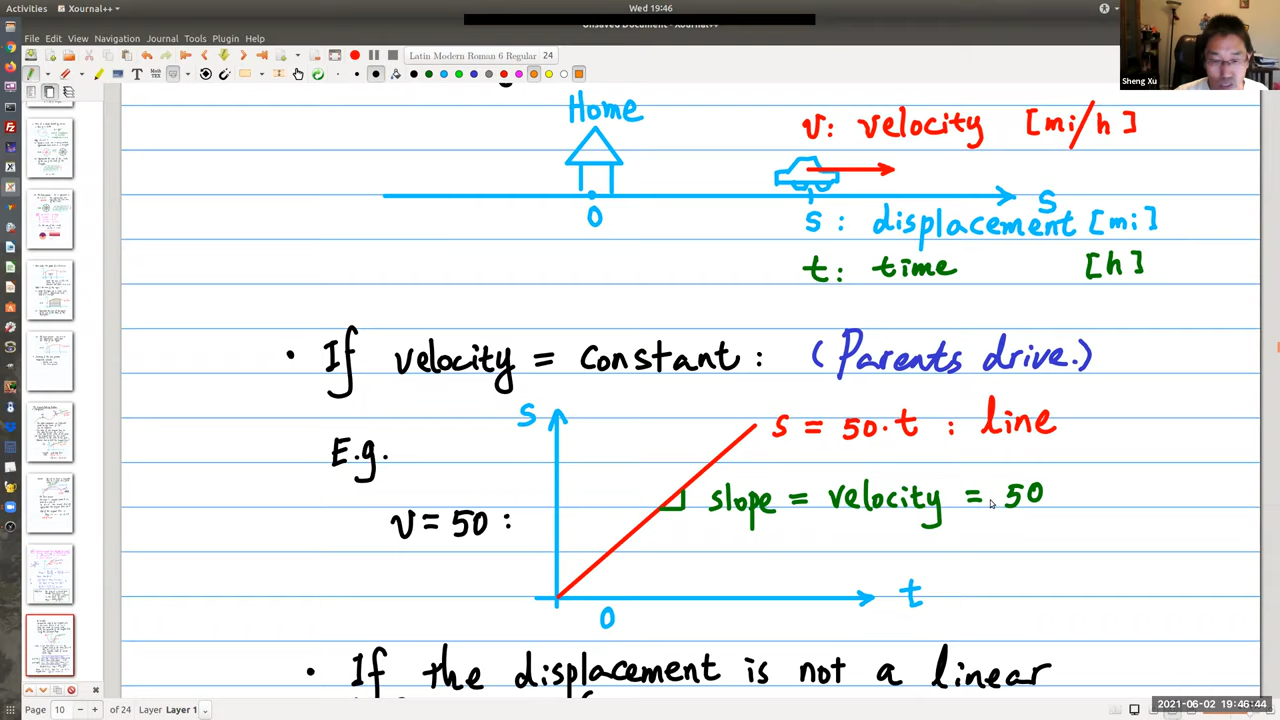 Activities
Xournal++
Wed 19:46
Unsaved Document - Xournal++
File Edit View Navigation Journal Tools Plugin Help
Latin Modern Roman 6 Regular 24
Sheng Xu
Home
v: velocity [mi/h]
0
s
s: displacement [mi]
t: time [h]
• If velocity = constant: (Parents drive.)
s
s = 50·t : line
E.g.
slope = velocity = 50
v = 50 :
t
0
• If the displacement is not a linear
Page 10 of 24 Layer Layer 1
2021-06-02 19:46:44